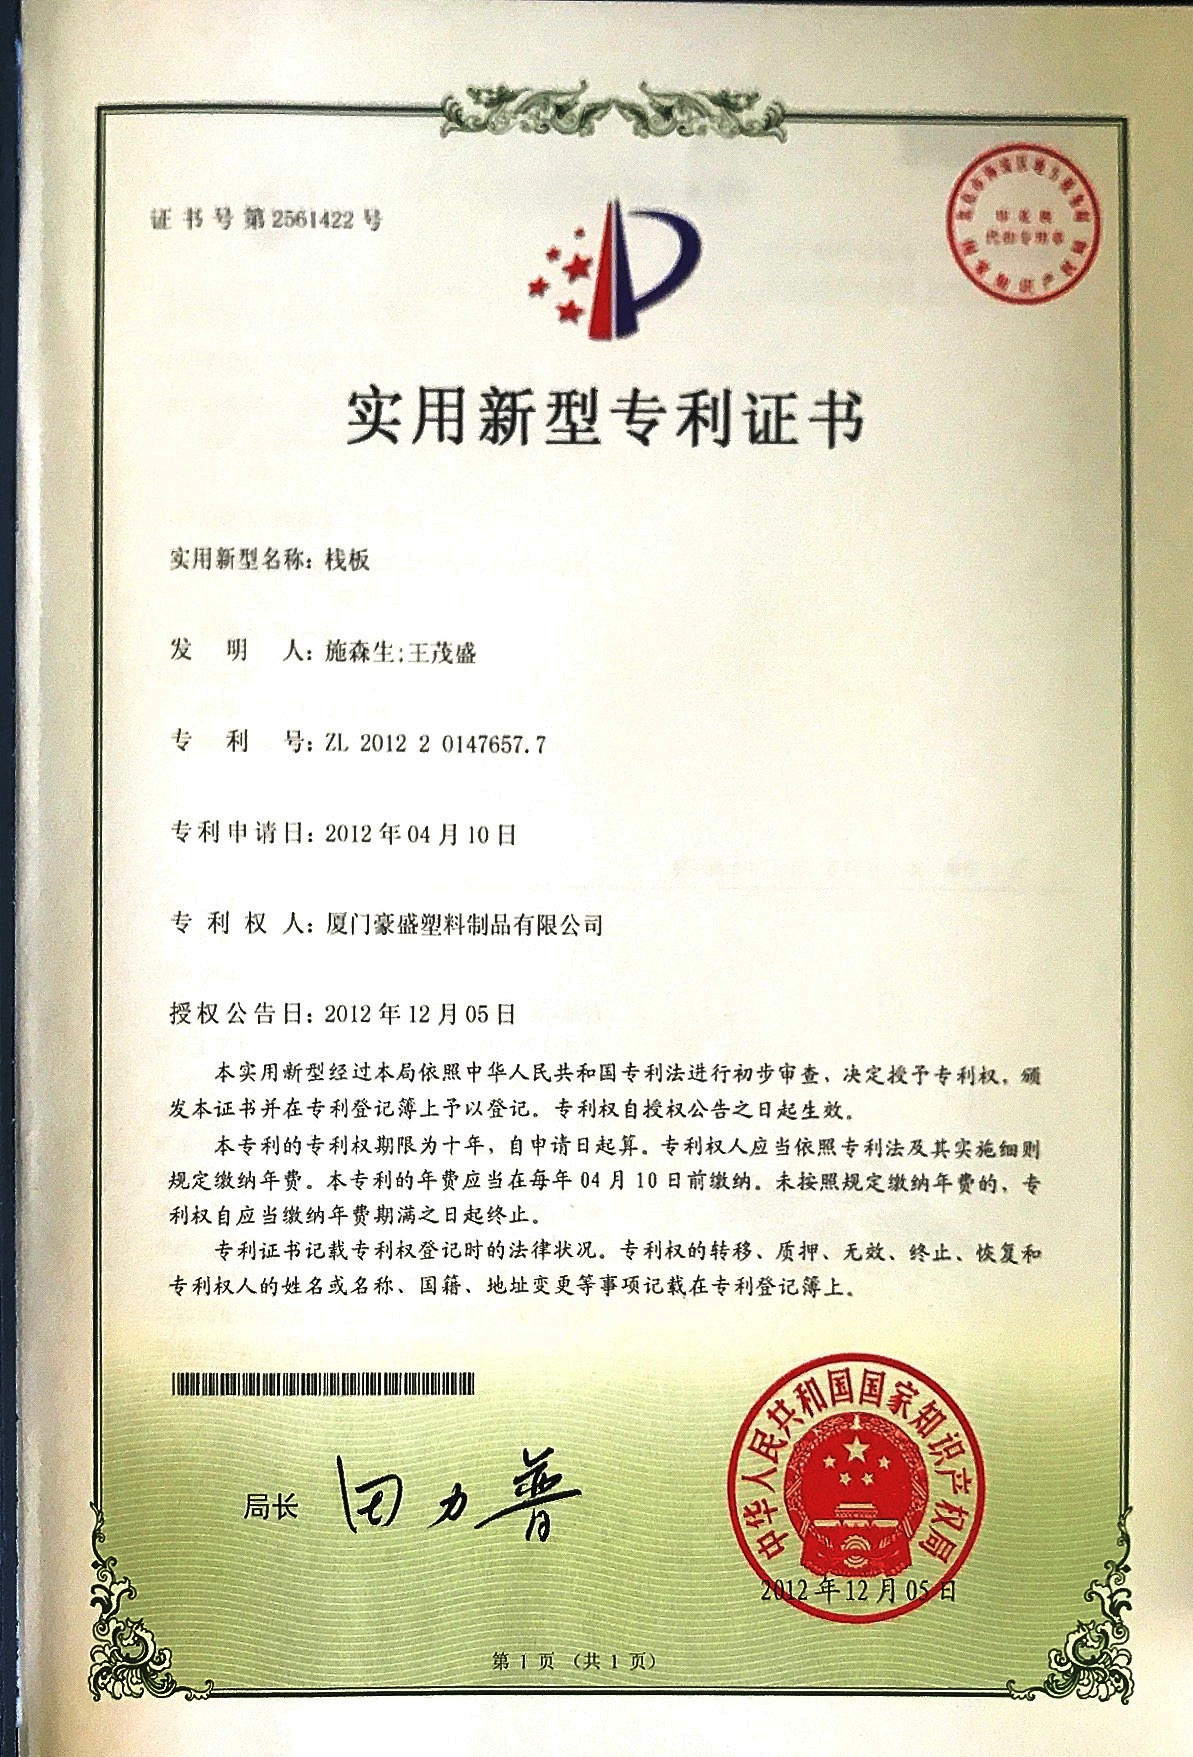 证书号第2561422号
实用新型专利证书
实用新型名称：栈板
发明人：施森生;王茂盛
专利号：ZL 2012 2 0147657.7
专利申请日：2012年04月10日
专利权人：厦门豪盛塑料制品有限公司
授权公告日：2012年12月05日
本实用新型经过本局依照中华人民共和国专利法进行初步审查，决定授予专利权，颁
发本证书并在专利登记簿上予以登记。专利权自授权公告之日起生效。
本专利的专利权期限为十年，自申请日起算。专利权人应当依照专利法及其实施细则
规定缴纳年费。本专利的年费应当在每年04月10日前缴纳。未按照规定缴纳年费的，专
利权自应当缴纳年费期满之日起终止。
专利证书记载专利权登记时的法律状况。专利权的转移、质押、无效、终止、恢复和
专利权人的姓名或名称、国籍、地址变更等事项记载在专利登记簿上。
中华人民共和国国家知识产权局
局长 田力普
2012年12月05日
第1页（共1页）